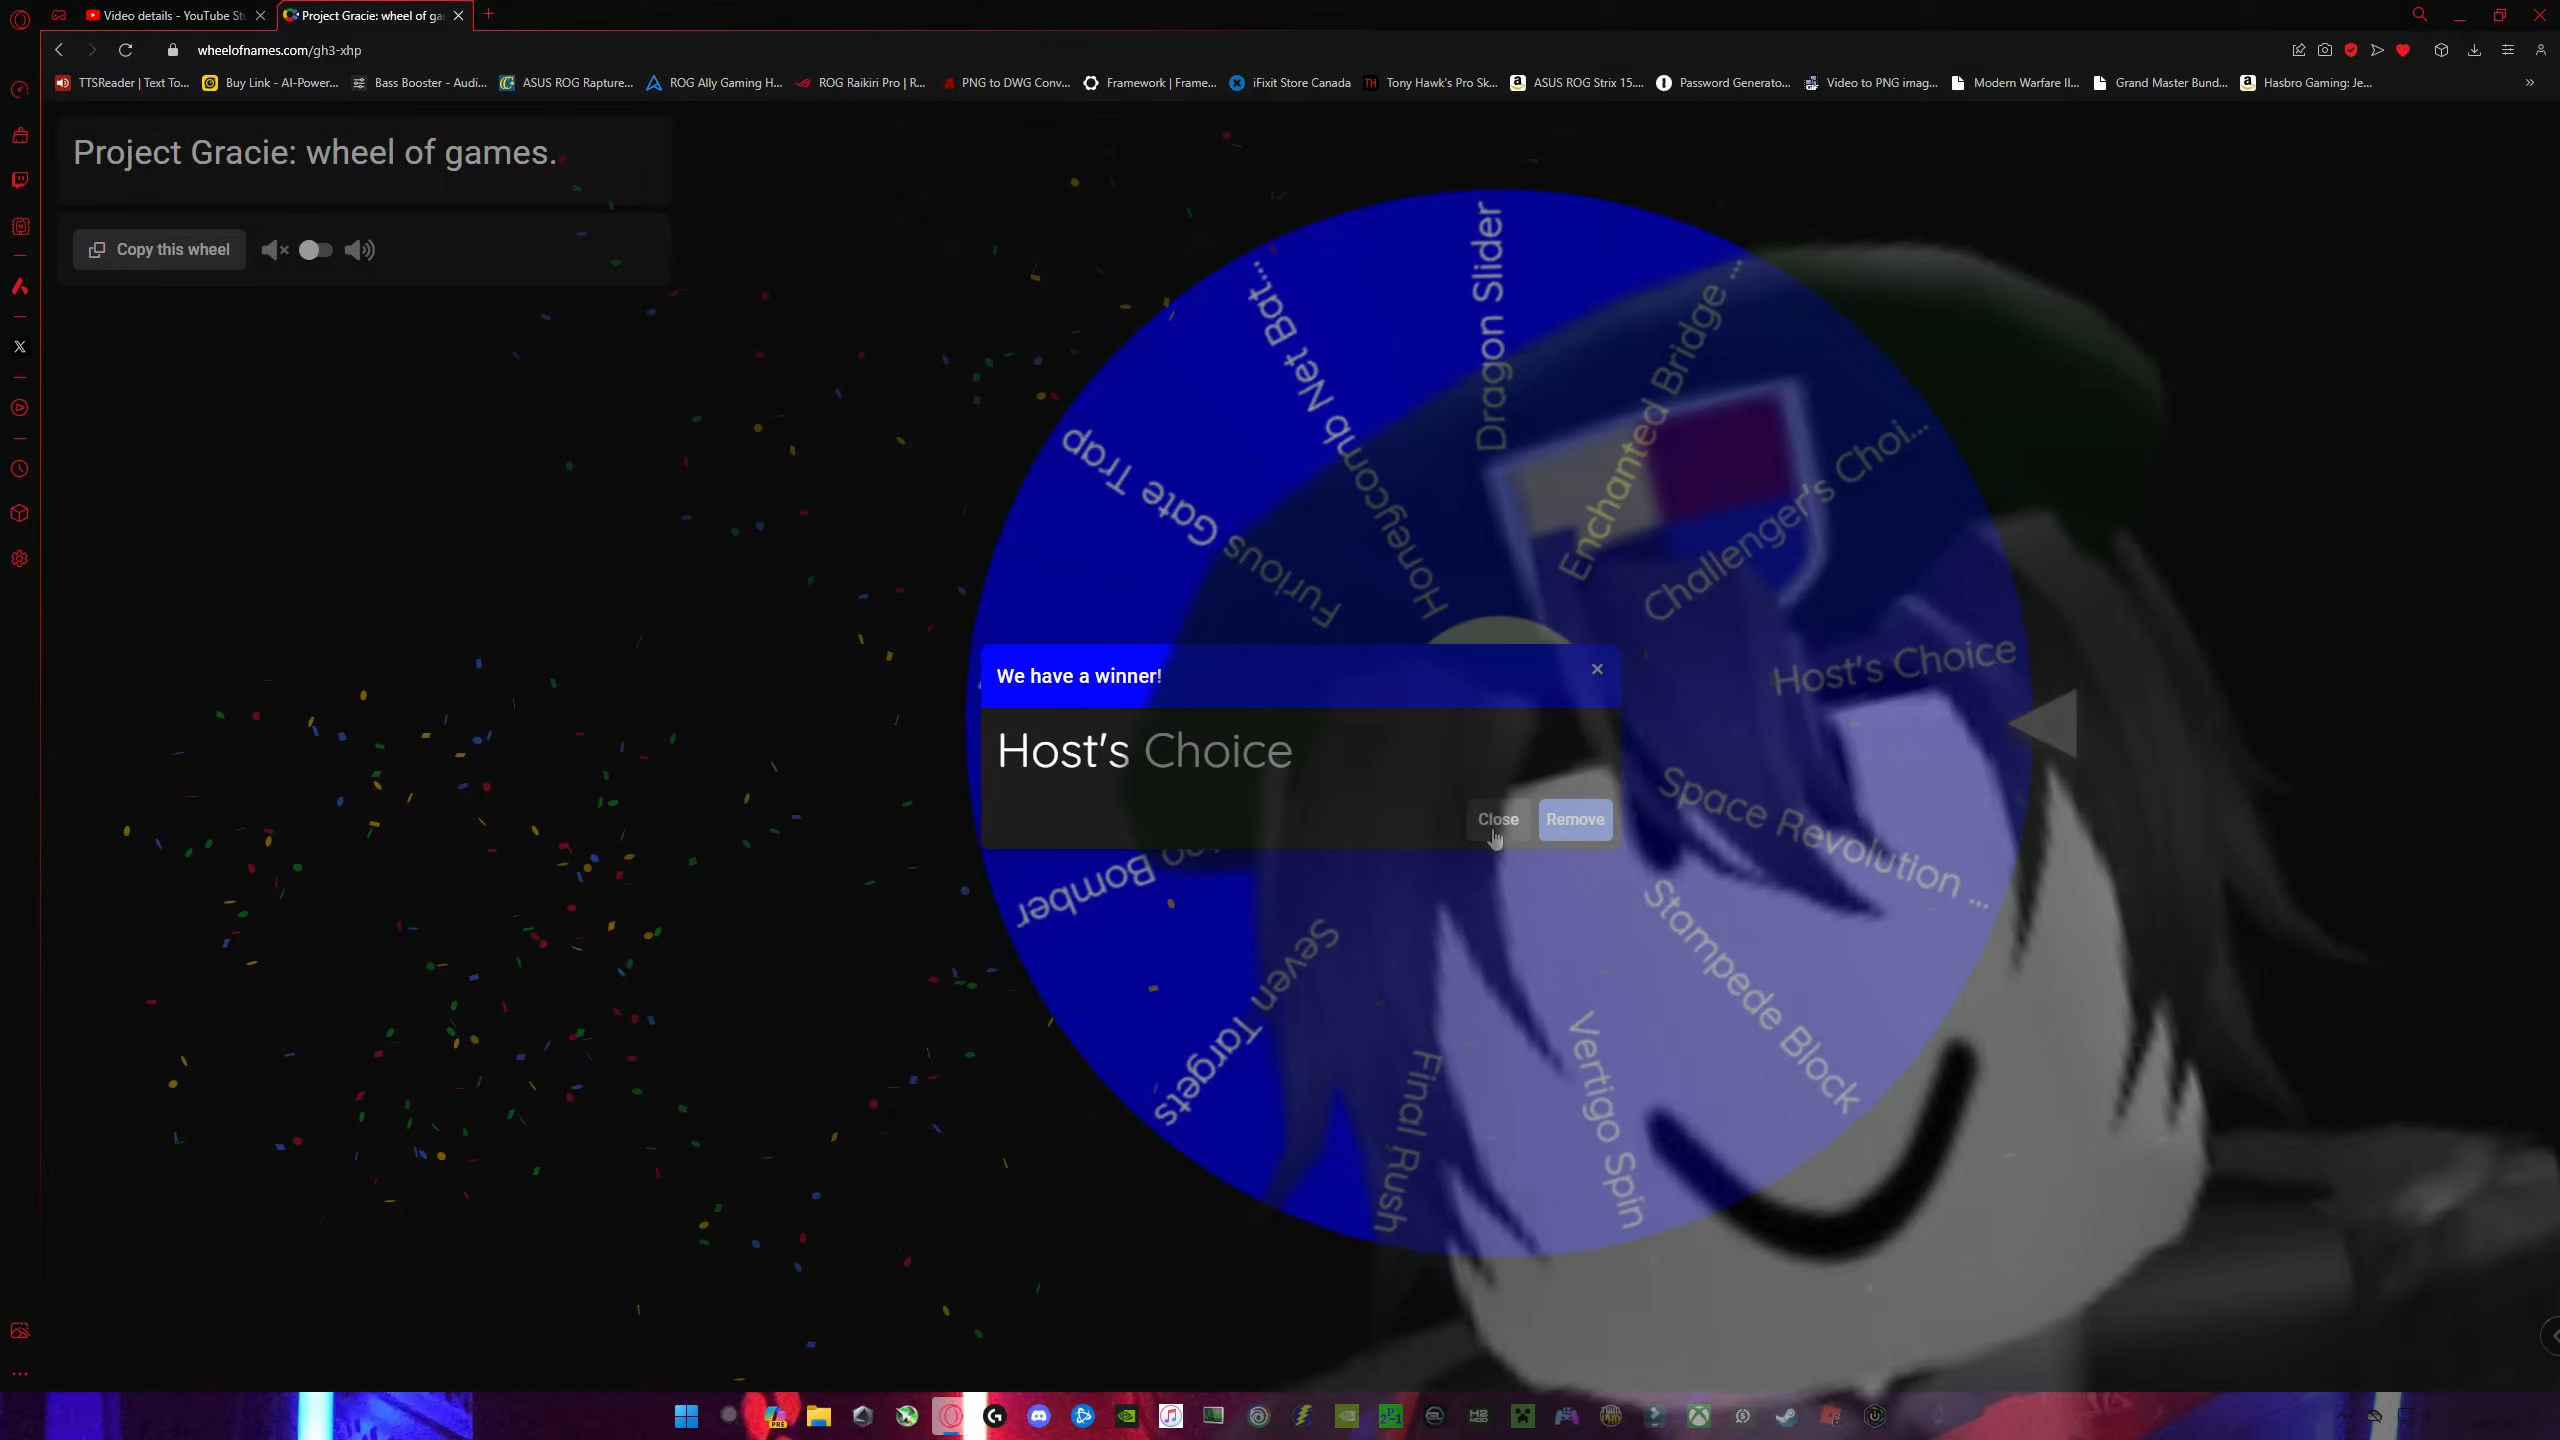 Video details - YouTube St
Project Gracie: wheel of ga
wheelofnames.com/gh3-xhp
TTSReader | Text To...
Buy Link - AI-Power...
Bass Booster - Audi...
ASUS ROG Rapture...
ROG Ally Gaming H...
ROG Raikiri Pro | R...
PNG to DWG Conv...
Framework | Frame...
iFixit Store Canada
Tony Hawk's Pro Sk...
ASUS ROG Strix 15....
Password Generato...
Video to PNG imag...
Modern Warfare II...
Grand Master Bund...
Hasbro Gaming: Je...
Project Gracie: wheel of games.
Copy this wheel
Dragon Slider
Enchanted Bridge ...
Challenger's Choi...
Host's Choice
Space Revolution ...
Stampede Block
Vertigo Spin
Final Rush
Seven Targets
Bomber
Furious Gate Trap
Honeycomb Net Bat...
We have a winner!
Host's Choice
Close
Remove